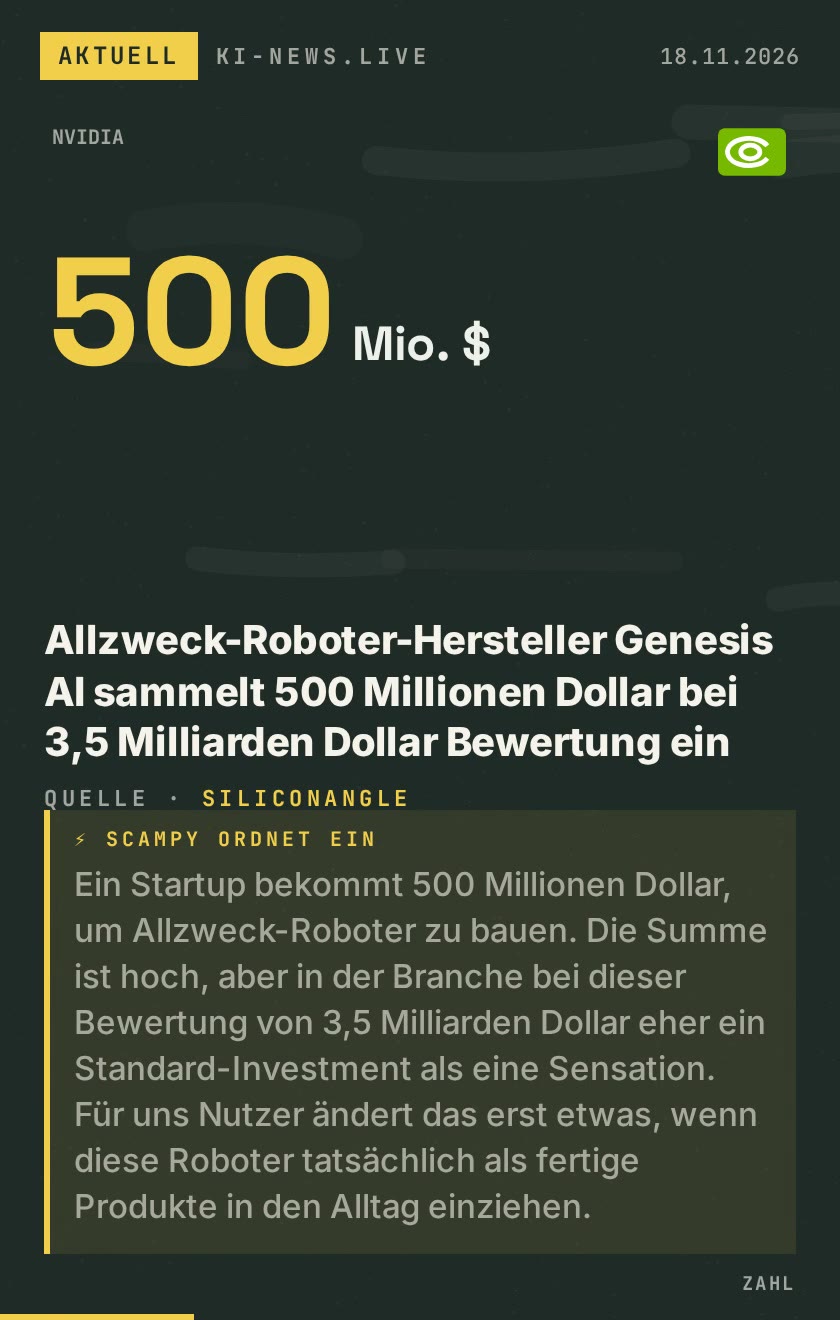 AKTUELL KI-NEWS.LIVE 18.11.2026
NVIDIA
500 Mio. $
Allzweck-Roboter-Hersteller Genesis
AI sammelt 500 Millionen Dollar bei
3,5 Milliarden Dollar Bewertung ein
QUELLE · SILICONANGLE
⚡ SCAMPY ORDNET EIN
Ein Startup bekommt 500 Millionen Dollar,
um Allzweck-Roboter zu bauen. Die Summe
ist hoch, aber in der Branche bei dieser
Bewertung von 3,5 Milliarden Dollar eher ein
Standard-Investment als eine Sensation.
Für uns Nutzer ändert das erst etwas, wenn
diese Roboter tatsächlich als fertige
Produkte in den Alltag einziehen.
ZAHL